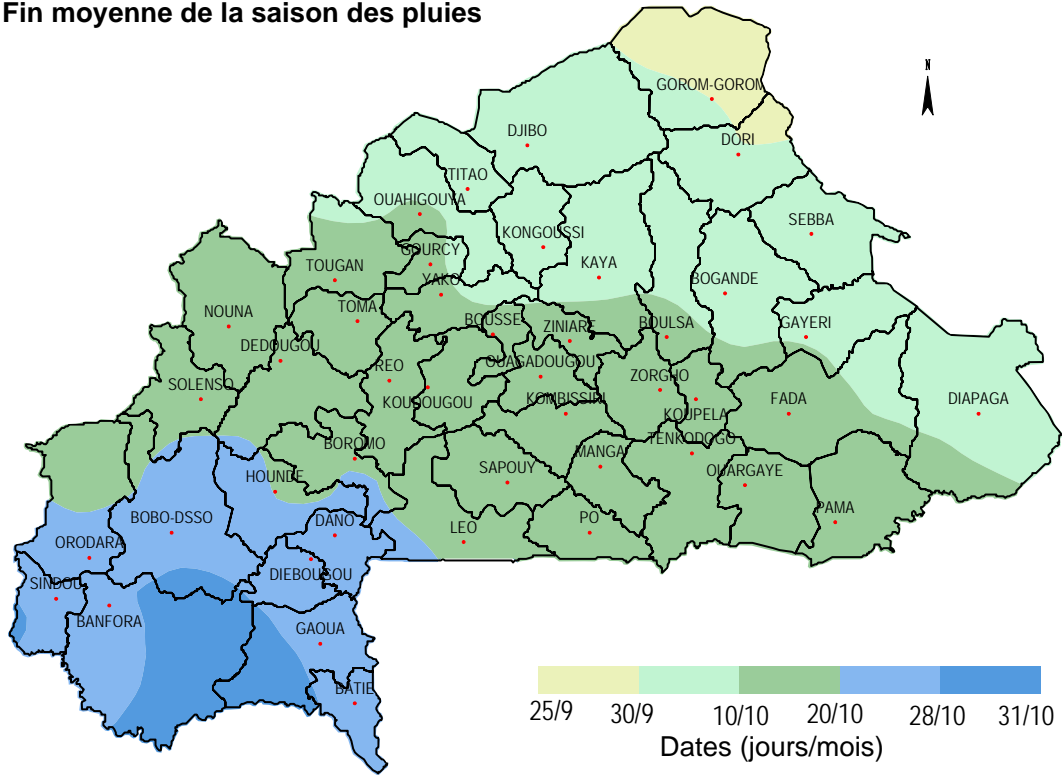 Fin moyenne de la saison des pluies
N
GOROM-GOROM
DJIBO
DORI
TITAO
OUAHIGOUYA
SEBBA
KONGOUSSI
GOURCY
KAYA
TOUGAN
BOGANDE
YAKO
NOUNA
TOMA
BOUSSE
ZINIARE
BOULSA
GAYERI
DEDOUGOU
REO
OUAGADOUGOU
ZORGHO
SOLENSO
KOUDOUGOU
KOMBISSIRI
FADA
DIAPAGA
KOUPELA
BOROMO
TENKODOGO
MANGA
SAPOUY
OUARGAYE
HOUNDE
PAMA
BOBO-DSSO
DANO
LEO
PO
ORODARA
DIEBOUGOU
SINDOU
BANFORA
GAOUA
BATIE
25/9 30/9 10/10 20/10 28/10 31/10
Dates (jours/mois)